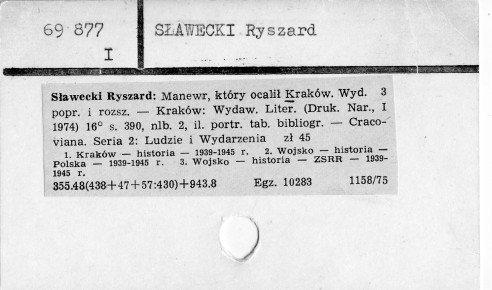 69 877
I
SŁAWECKI Ryszard
Sławecki Ryszard: Manewr, który ocalił Kraków. Wyd. 3
popr. i rozsz. — Kraków: Wydaw. Liter. (Druk. Nar., I
1974) 16° s. 390, nlb. 2, il. portr. tab. bibliogr. — Craco-
viana. Seria 2: Ludzie i Wydarzenia zł 45
1. Kraków — historia — 1939-1945 r. 2. Wojsko — historia —
Polska — 1939-1945 r. 3. Wojsko — historia — ZSRR — 1939-
1945 r.
355.48(438+47+57:430)+943.8 Egz. 10283 1158/75